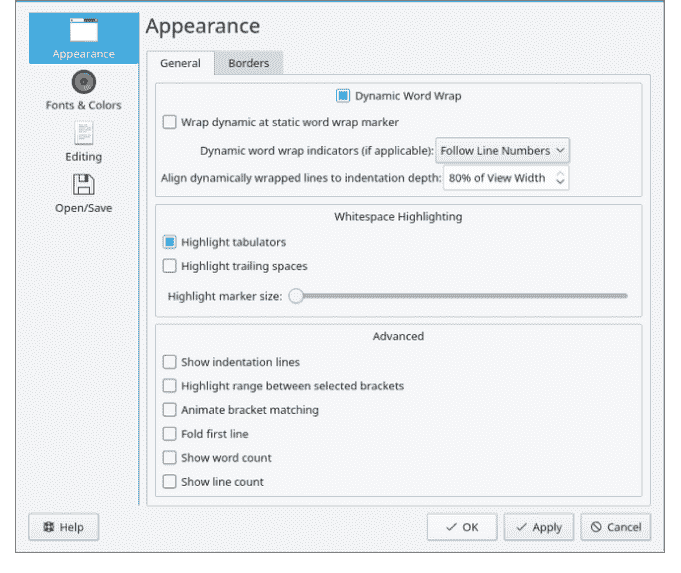 Appearance
Appearance
Fonts & Colors
Editing
Open/Save
General
Borders
Dynamic Word Wrap
Wrap dynamic at static word wrap marker
Dynamic word wrap indicators (if applicable): Follow Line Numbers
Align dynamically wrapped lines to indentation depth: 80% of View Width
Whitespace Highlighting
Highlight tabulators
Highlight trailing spaces
Highlight marker size:
Advanced
Show indentation lines
Highlight range between selected brackets
Animate bracket matching
Fold first line
Show word count
Show line count
Help
OK
Apply
Cancel